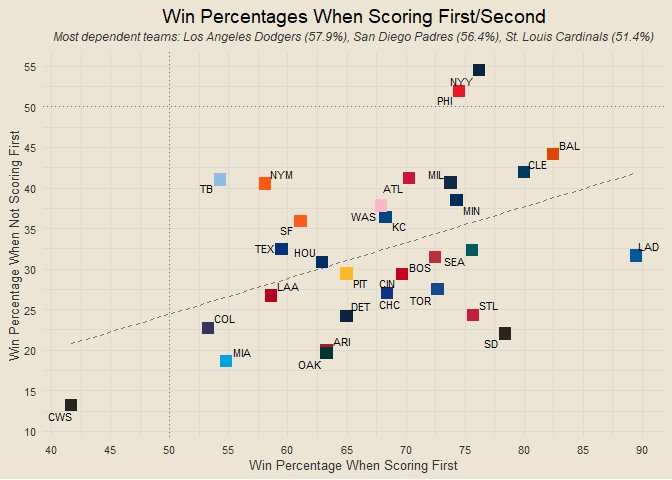 Win Percentages When Scoring First/Second
Most dependent teams: Los Angeles Dodgers (57.9%), San Diego Padres (56.4%), St. Louis Cardinals (51.4%)
Win Percentage When Not Scoring First
55
50
45
40
35
30
25
20
15
10
NYY
PHI
BAL
CLE
TB
NYM
ATL
MIL
MIN
WAS
KC
SF
TEX
HOU
LAD
BOS
SEA
PIT
CIN
CHC
TOR
LAA
DET
STL
COL
SD
ARI
OAK
MIA
CWS
40
45
50
55
60
65
70
75
80
85
90
Win Percentage When Scoring First